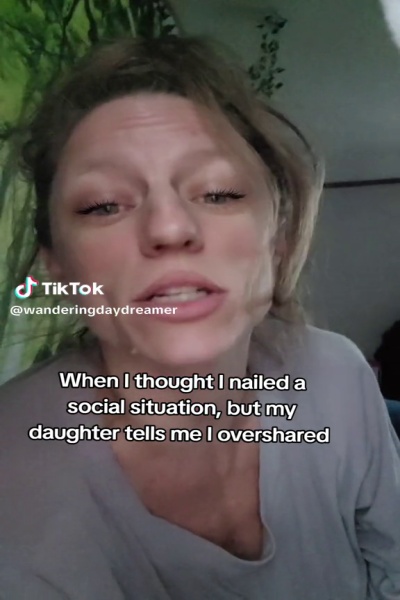 TikTok
@wanderingdaydreamer
When I thought I nailed a
social situation, but my
daughter tells me I overshared